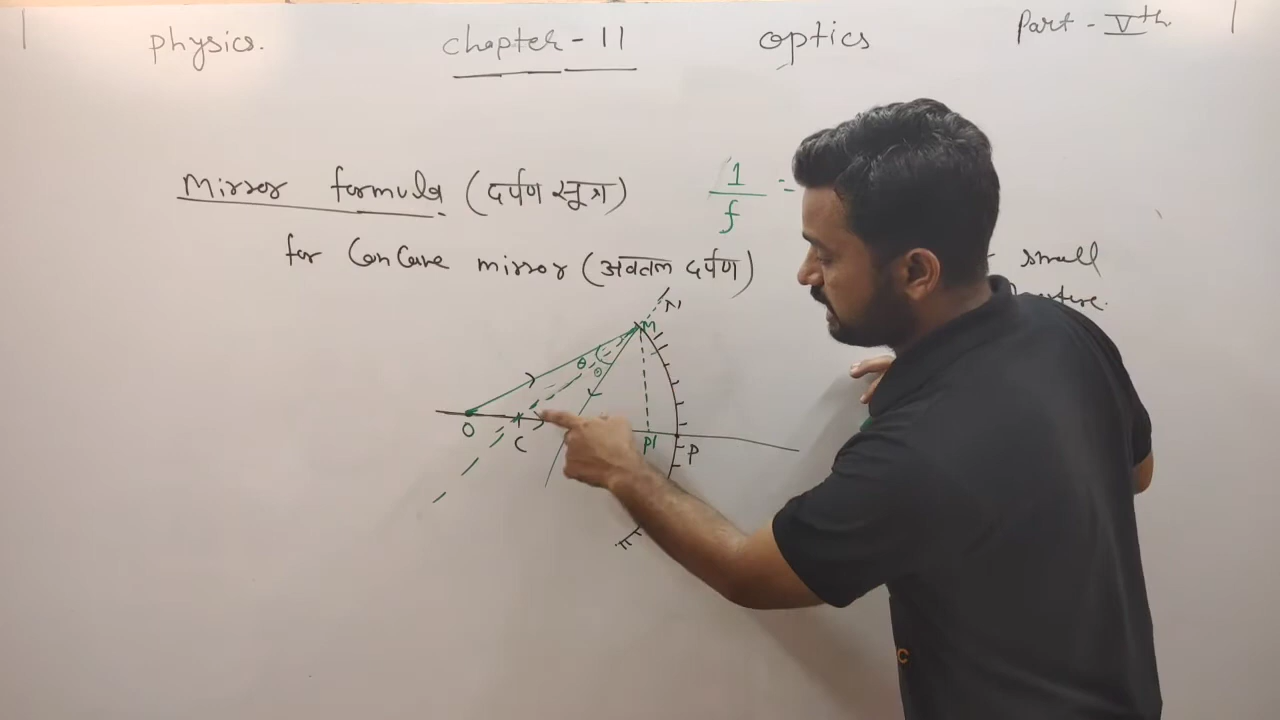 physics. chapter - 11 optics Part - Vth
Mirror formula (दर्पण सूत्र) 1/f =
for ConCave mirror (अवतल दर्पण) small
M
θ
θ
O
C
P'
P